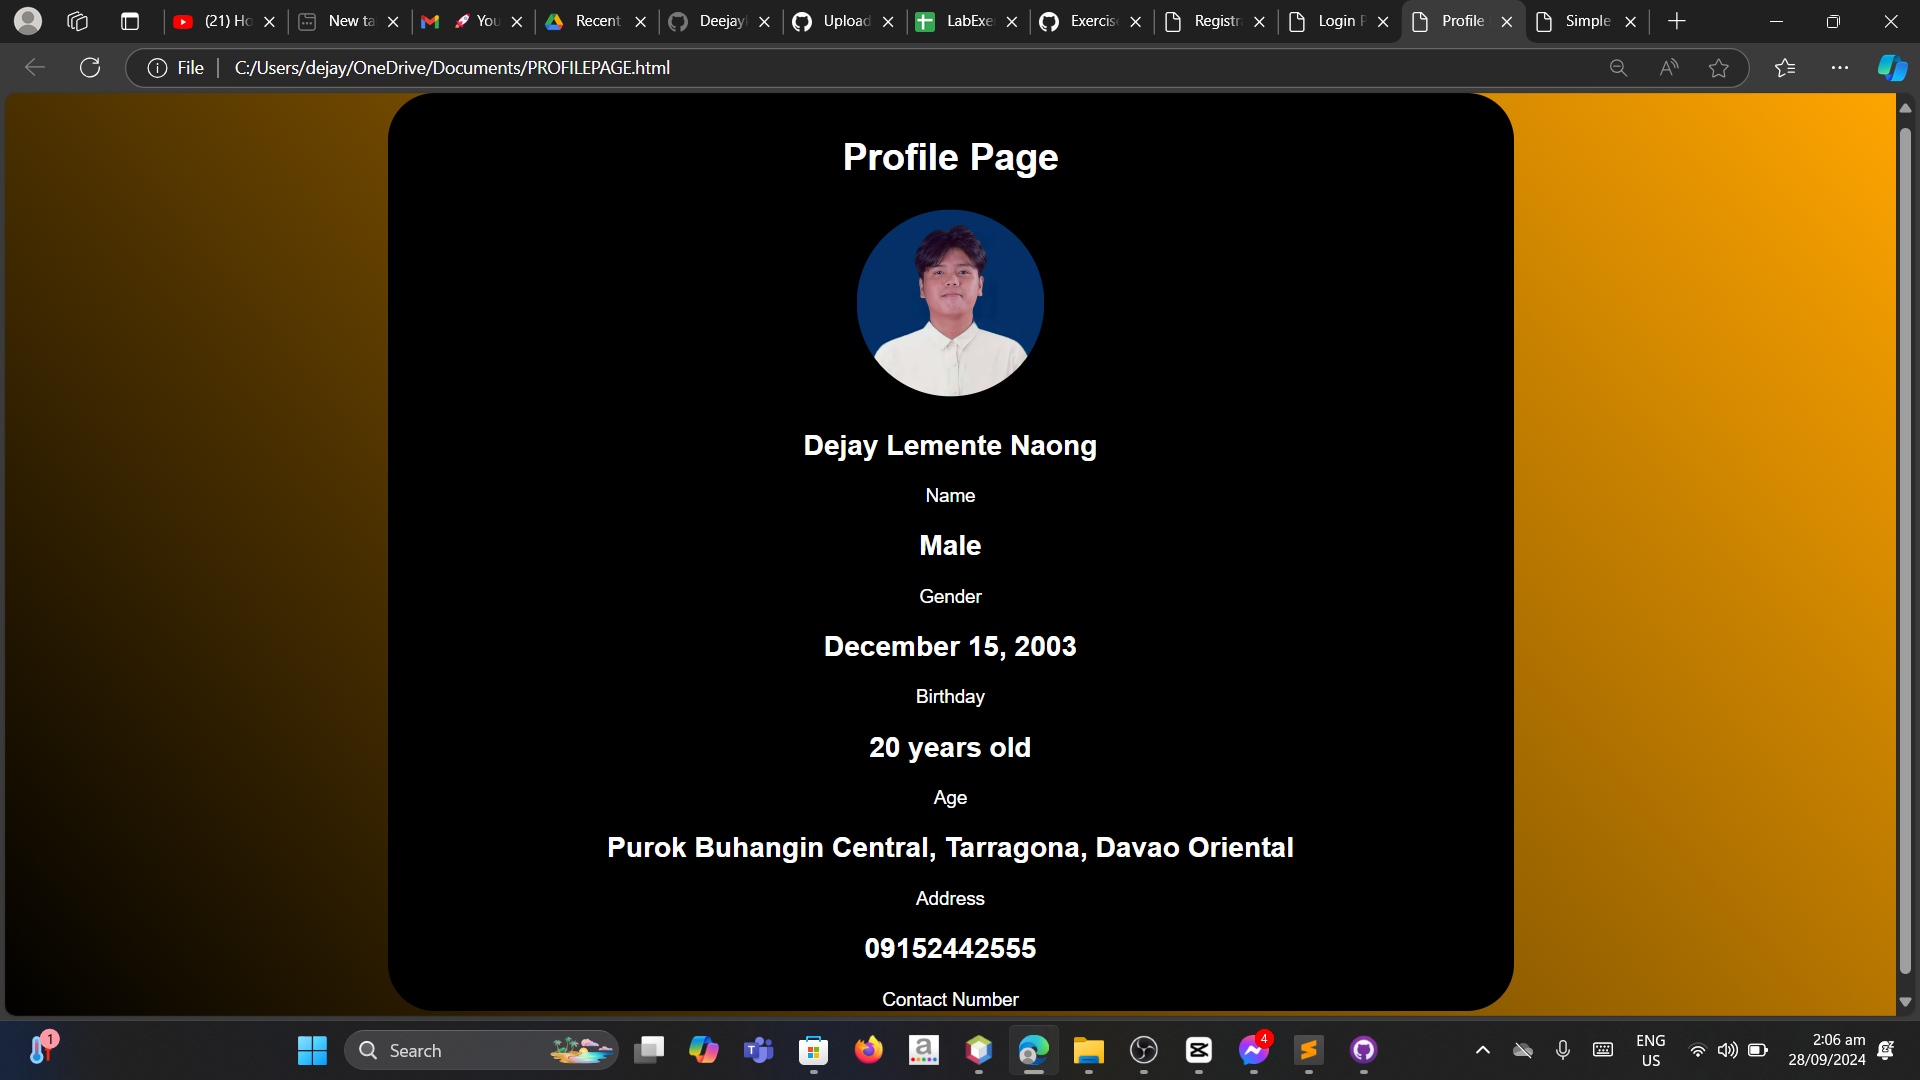 (21) Ho
New ta
You
Recent
Deejayl
Upload
LabExe
Exercis
Registra
Login P
Profile
Simple
File
C:/Users/dejay/OneDrive/Documents/PROFILEPAGE.html
Profile Page
Dejay Lemente Naong
Name
Male
Gender
December 15, 2003
Birthday
20 years old
Age
Purok Buhangin Central, Tarragona, Davao Oriental
Address
09152442555
Contact Number
1
Search
4
ENG
US
2:06 am
28/09/2024